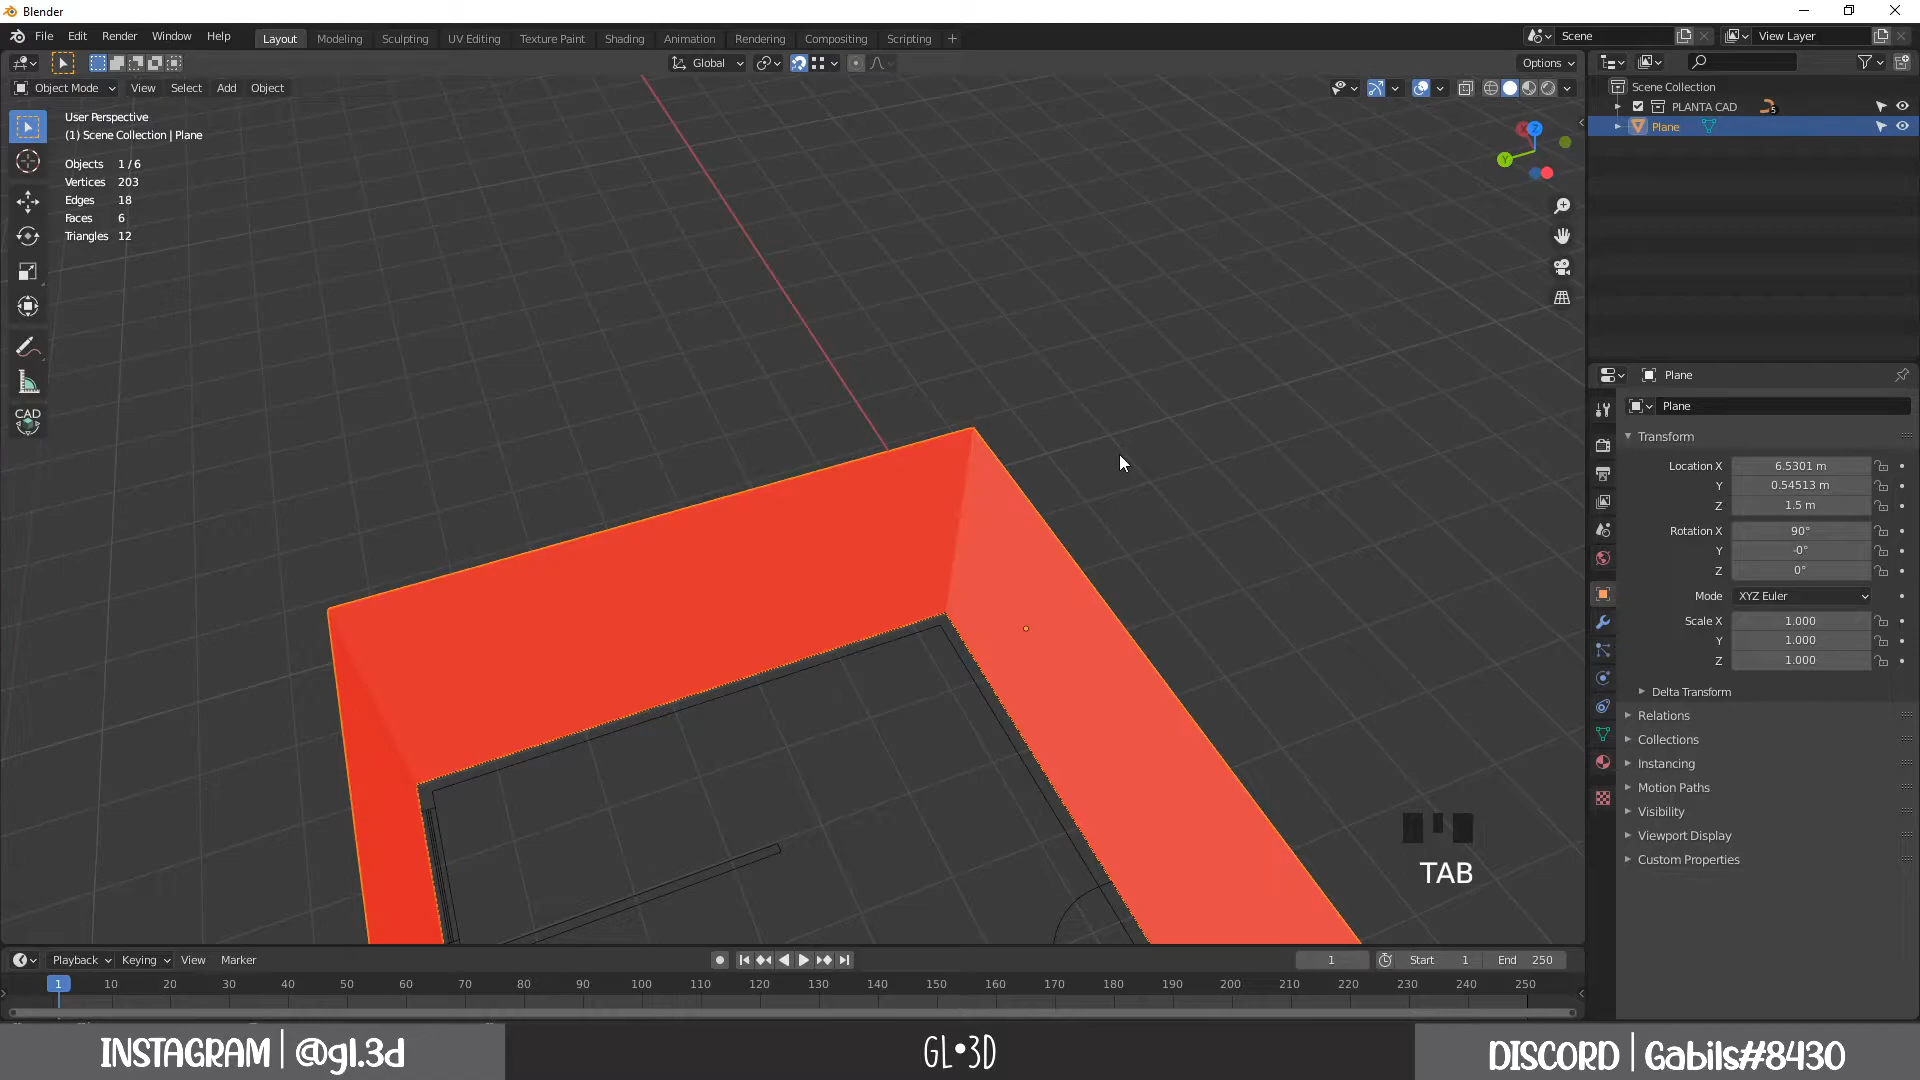 Blender
File Edit Render Window Help
Layout Modeling Sculpting UV Editing Texture Paint Shading Animation Rendering Compositing Scripting +
Scene
View Layer
Global
Options
Object Mode View Select Add Object
User Perspective
(1) Scene Collection | Plane
Objects 1 / 6
Vertices 203
Edges 18
Faces 6
Triangles 12
CAD
X
Z
Y
Scene Collection
PLANTA CAD 5
Plane
Plane
Plane
Transform
Location X 6.5301 m
Y 0.54513 m
Z 1.5 m
Rotation X 90°
Y -0°
Z 0°
Mode XYZ Euler
Scale X 1.000
Y 1.000
Z 1.000
Delta Transform
Relations
Collections
Instancing
Motion Paths
Visibility
Viewport Display
Custom Properties
TAB
Playback Keying View Marker
1 Start 1 End 250
1 10 20 30 40 50 60 70 80 90 100 110 120 130 140 150 160 170 180 190 200 210 220 230 240 250
INSTAGRAM | @gl.3d
GL•3D
DISCORD | Gabils#8430